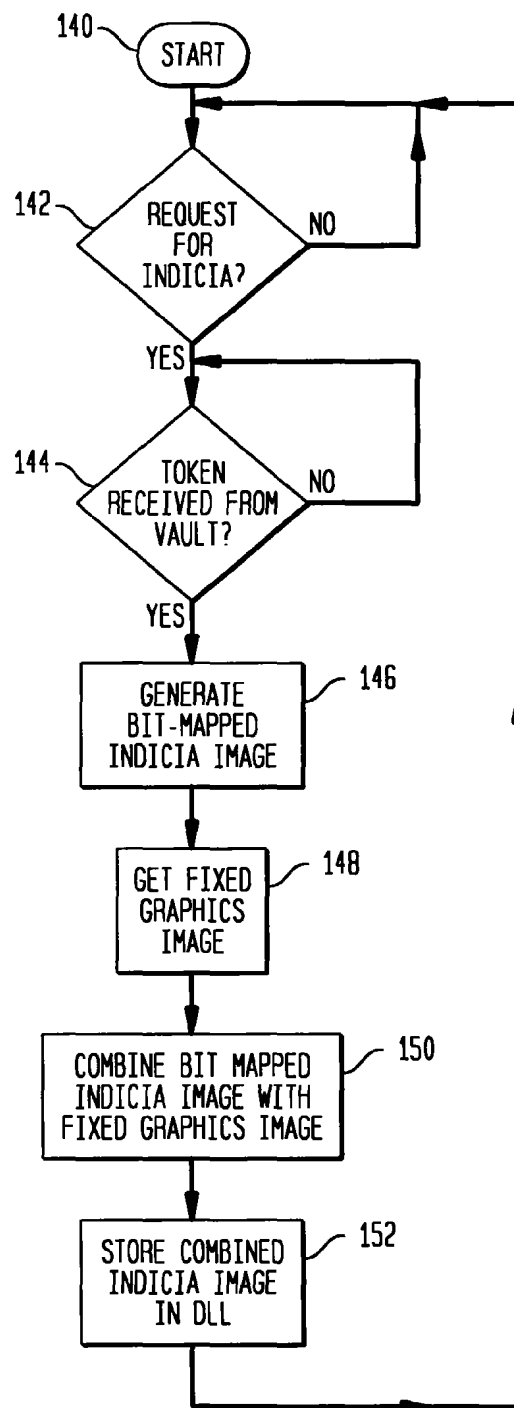 140
START
142
REQUEST
FOR
INDICIA?
NO
YES
144
TOKEN
RECEIVED FROM
VAULT?
NO
YES
146
GENERATE
BIT-MAPPED
INDICIA IMAGE
148
GET FIXED
GRAPHICS
IMAGE
150
COMBINE BIT MAPPED
INDICIA IMAGE WITH
FIXED GRAPHICS IMAGE
152
STORE COMBINED
INDICIA IMAGE
IN DLL